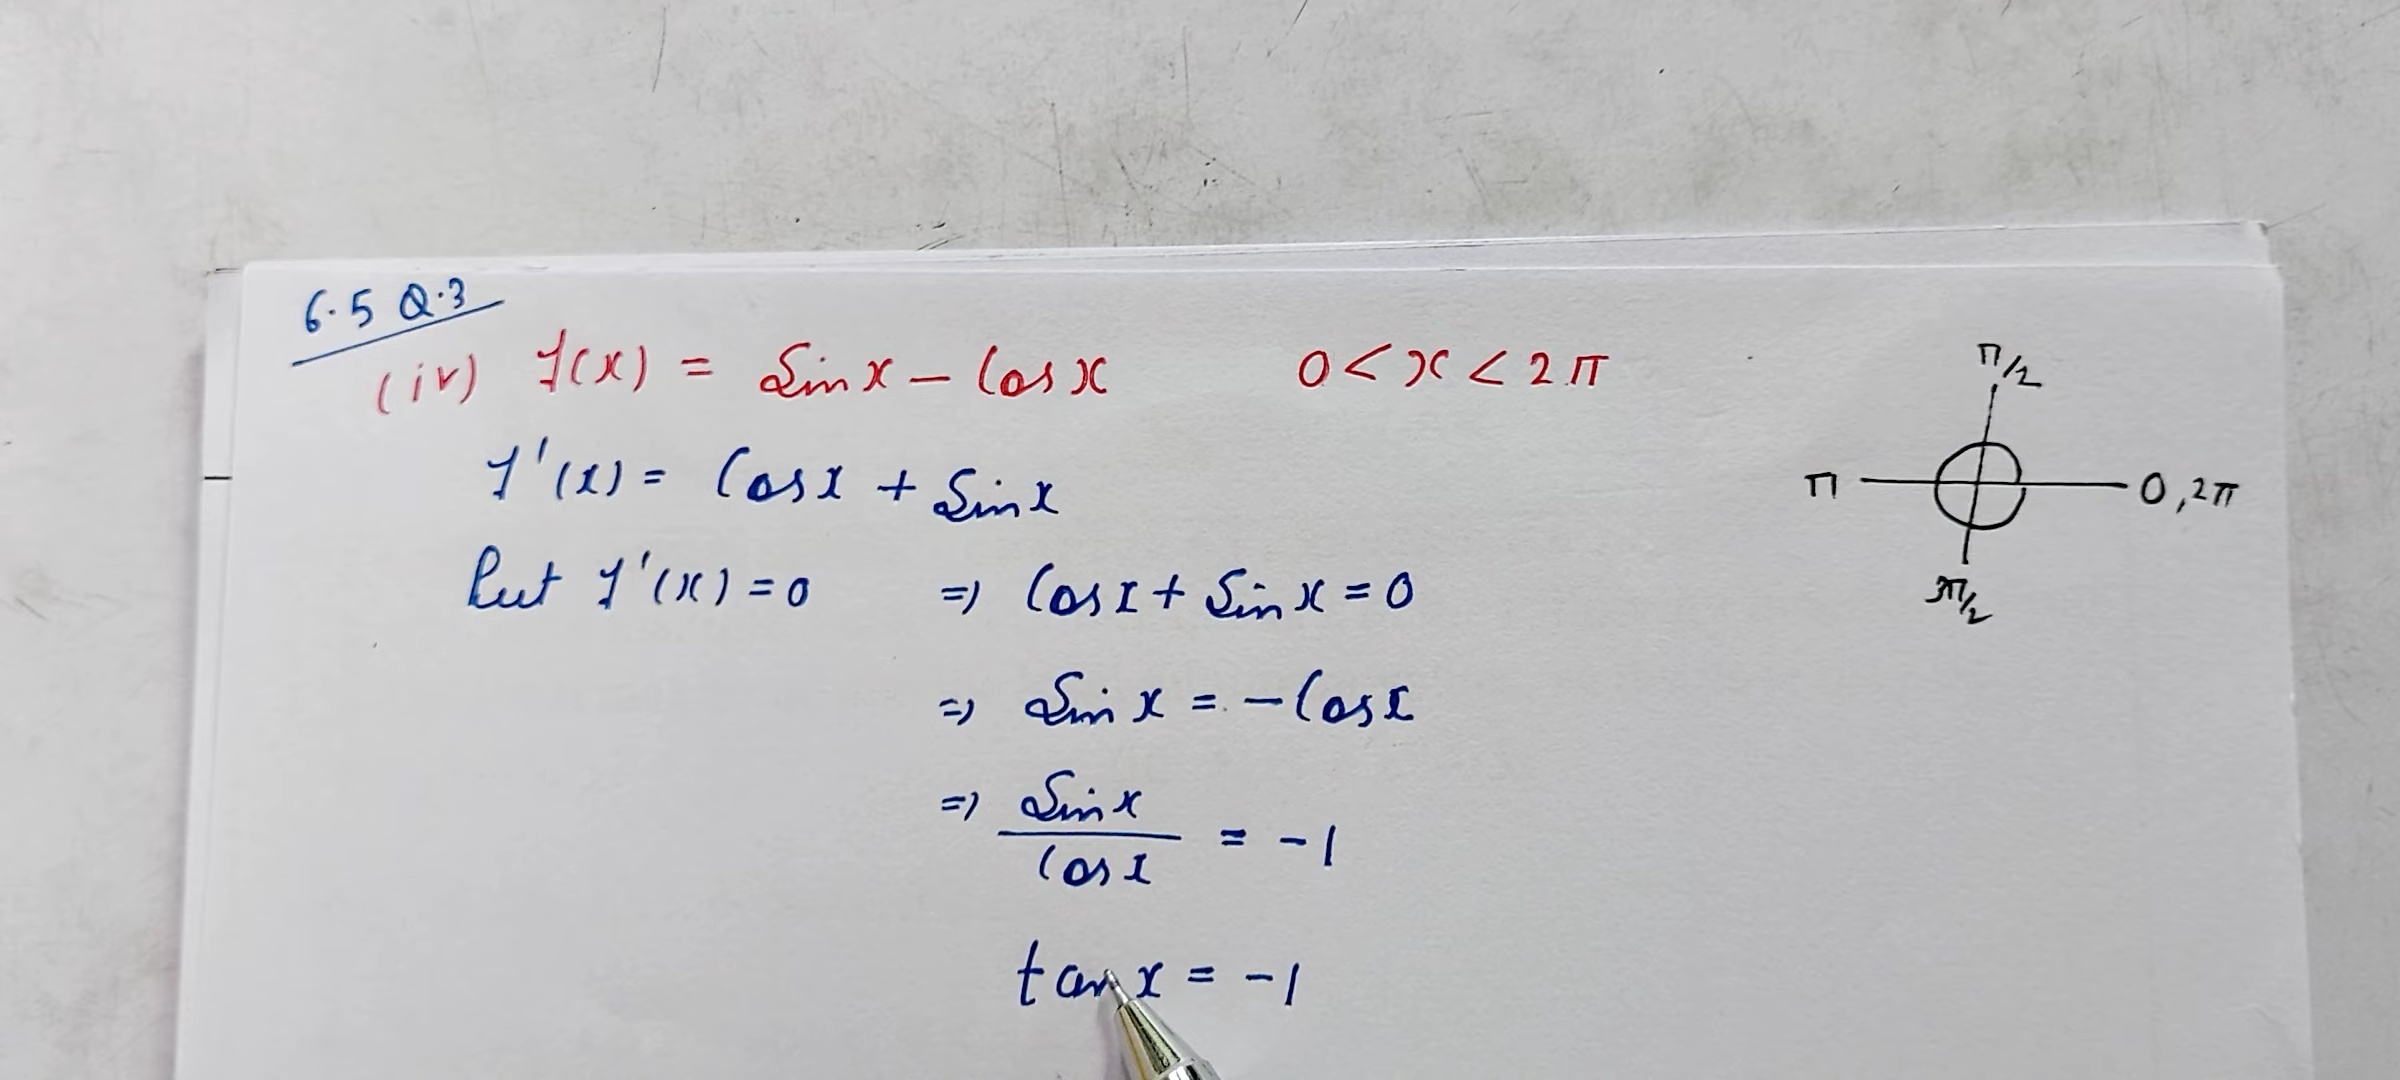 6.5 Q.3
(iv) f(x) = Sin x - Cos x 0 < x < 2π
f'(x) = Cos x + Sin x
Put f'(x) = 0 => Cos x + Sin x = 0
=> Sin x = - Cos x
=> Sin x / Cos x = -1
tan x = -1
π/2
π 0, 2π
3π/2